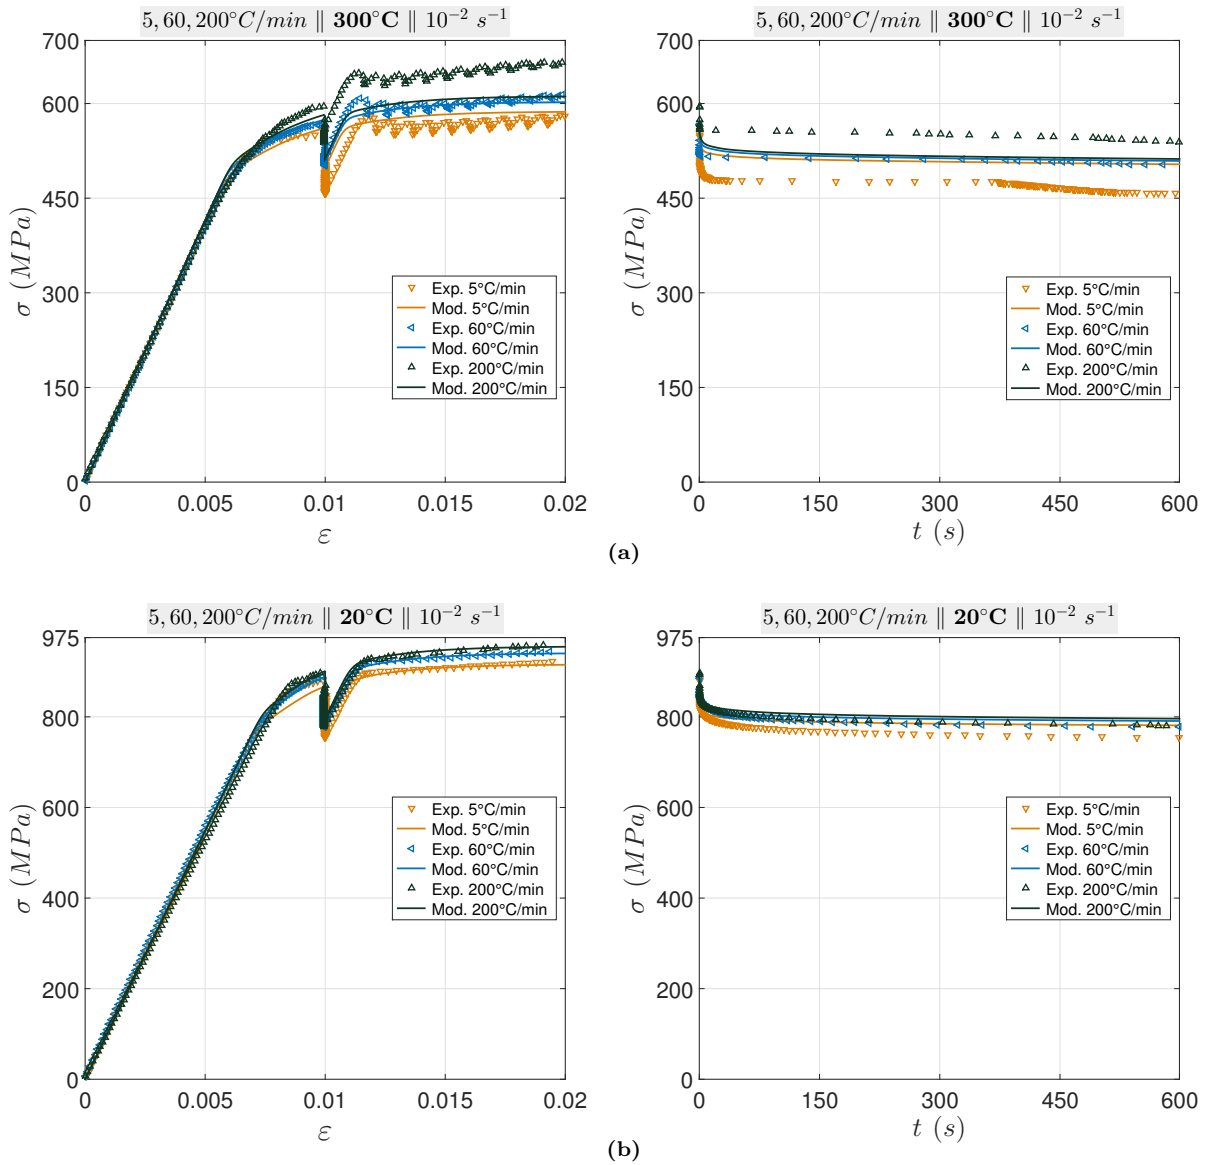 5, 60, 200°C/min ∥ 300°C ∥ 10⁻² s⁻¹
700
600
450
300
150
0
σ (MPa)
Exp. 5°C/min
Mod. 5°C/min
Exp. 60°C/min
Mod. 60°C/min
Exp. 200°C/min
Mod. 200°C/min
0 0.005 0.01 0.015 0.02
ε
5, 60, 200°C/min ∥ 300°C ∥ 10⁻² s⁻¹
700
600
450
300
150
0
σ (MPa)
Exp. 5°C/min
Mod. 5°C/min
Exp. 60°C/min
Mod. 60°C/min
Exp. 200°C/min
Mod. 200°C/min
0 150 300 450 600
t (s)
(a)
5, 60, 200°C/min ∥ 20°C ∥ 10⁻² s⁻¹
975
800
600
400
200
0
σ (MPa)
Exp. 5°C/min
Mod. 5°C/min
Exp. 60°C/min
Mod. 60°C/min
Exp. 200°C/min
Mod. 200°C/min
0 0.005 0.01 0.015 0.02
ε
5, 60, 200°C/min ∥ 20°C ∥ 10⁻² s⁻¹
975
800
600
400
200
0
σ (MPa)
Exp. 5°C/min
Mod. 5°C/min
Exp. 60°C/min
Mod. 60°C/min
Exp. 200°C/min
Mod. 200°C/min
0 150 300 450 600
t (s)
(b)